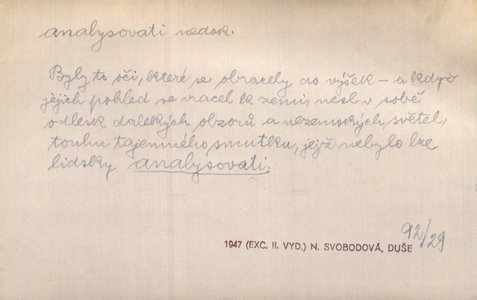 analysovati nedok.
Byly to oči, které se obracely do výšek – a když
jejich pohled se vracel k zemi, nesl v sobě
odlesk dalekých obzorů a nezemských světel,
touhu tajemného smutku, jejž nebylo lze
lidsky analysovati.
92/29
1947 (EXC. II. VYD.) N. SVOBODOVÁ, DUŠE